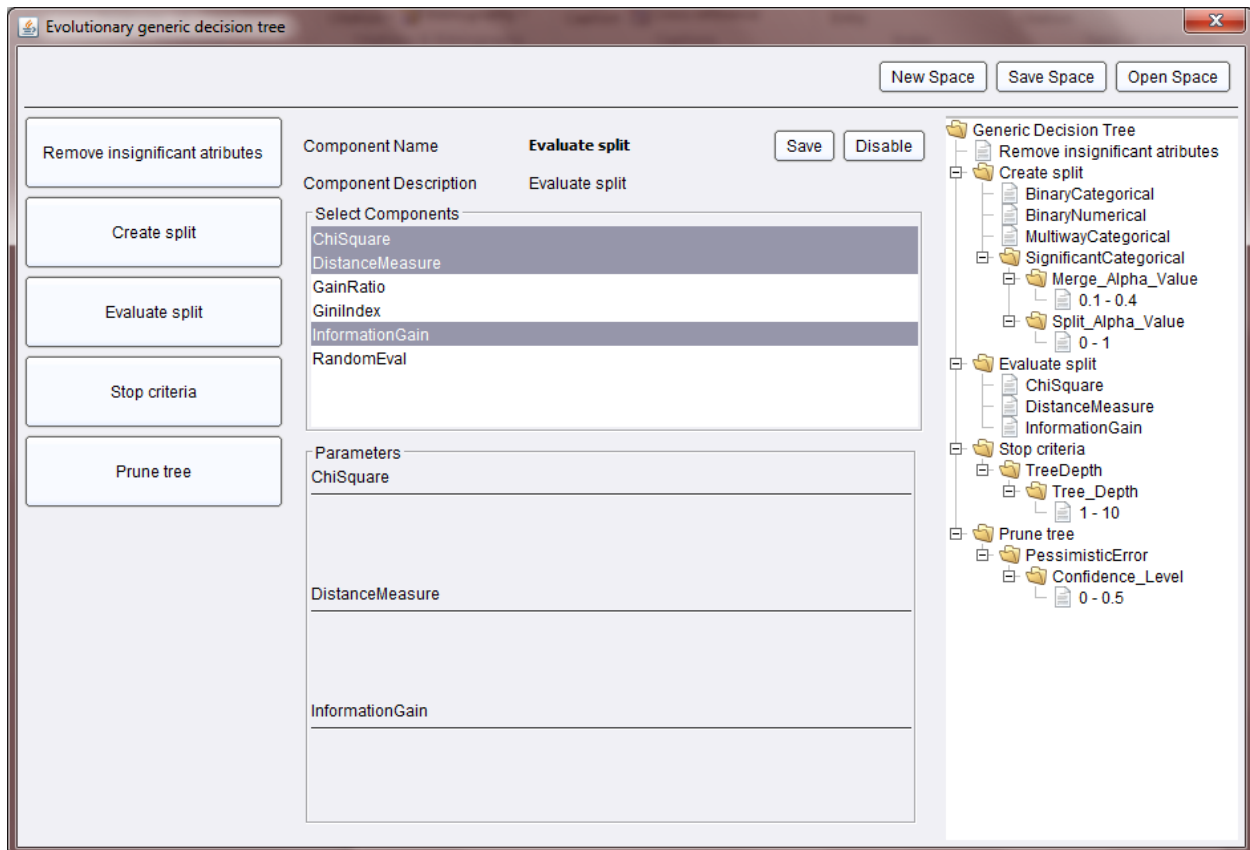 Evolutionary generic decision tree
New Space Save Space Open Space
Remove insignificant atributes
Create split
Evaluate split
Stop criteria
Prune tree
Component Name Evaluate split Save Disable
Component Description Evaluate split
Select Components
ChiSquare
DistanceMeasure
GainRatio
GiniIndex
InformationGain
RandomEval
Parameters
ChiSquare
DistanceMeasure
InformationGain
Generic Decision Tree
Remove insignificant atributes
Create split
BinaryCategorical
BinaryNumerical
MultiwayCategorical
SignificantCategorical
Merge_Alpha_Value
0.1 - 0.4
Split_Alpha_Value
0 - 1
Evaluate split
ChiSquare
DistanceMeasure
InformationGain
Stop criteria
TreeDepth
Tree_Depth
1 - 10
Prune tree
PessimisticError
Confidence_Level
0 - 0.5